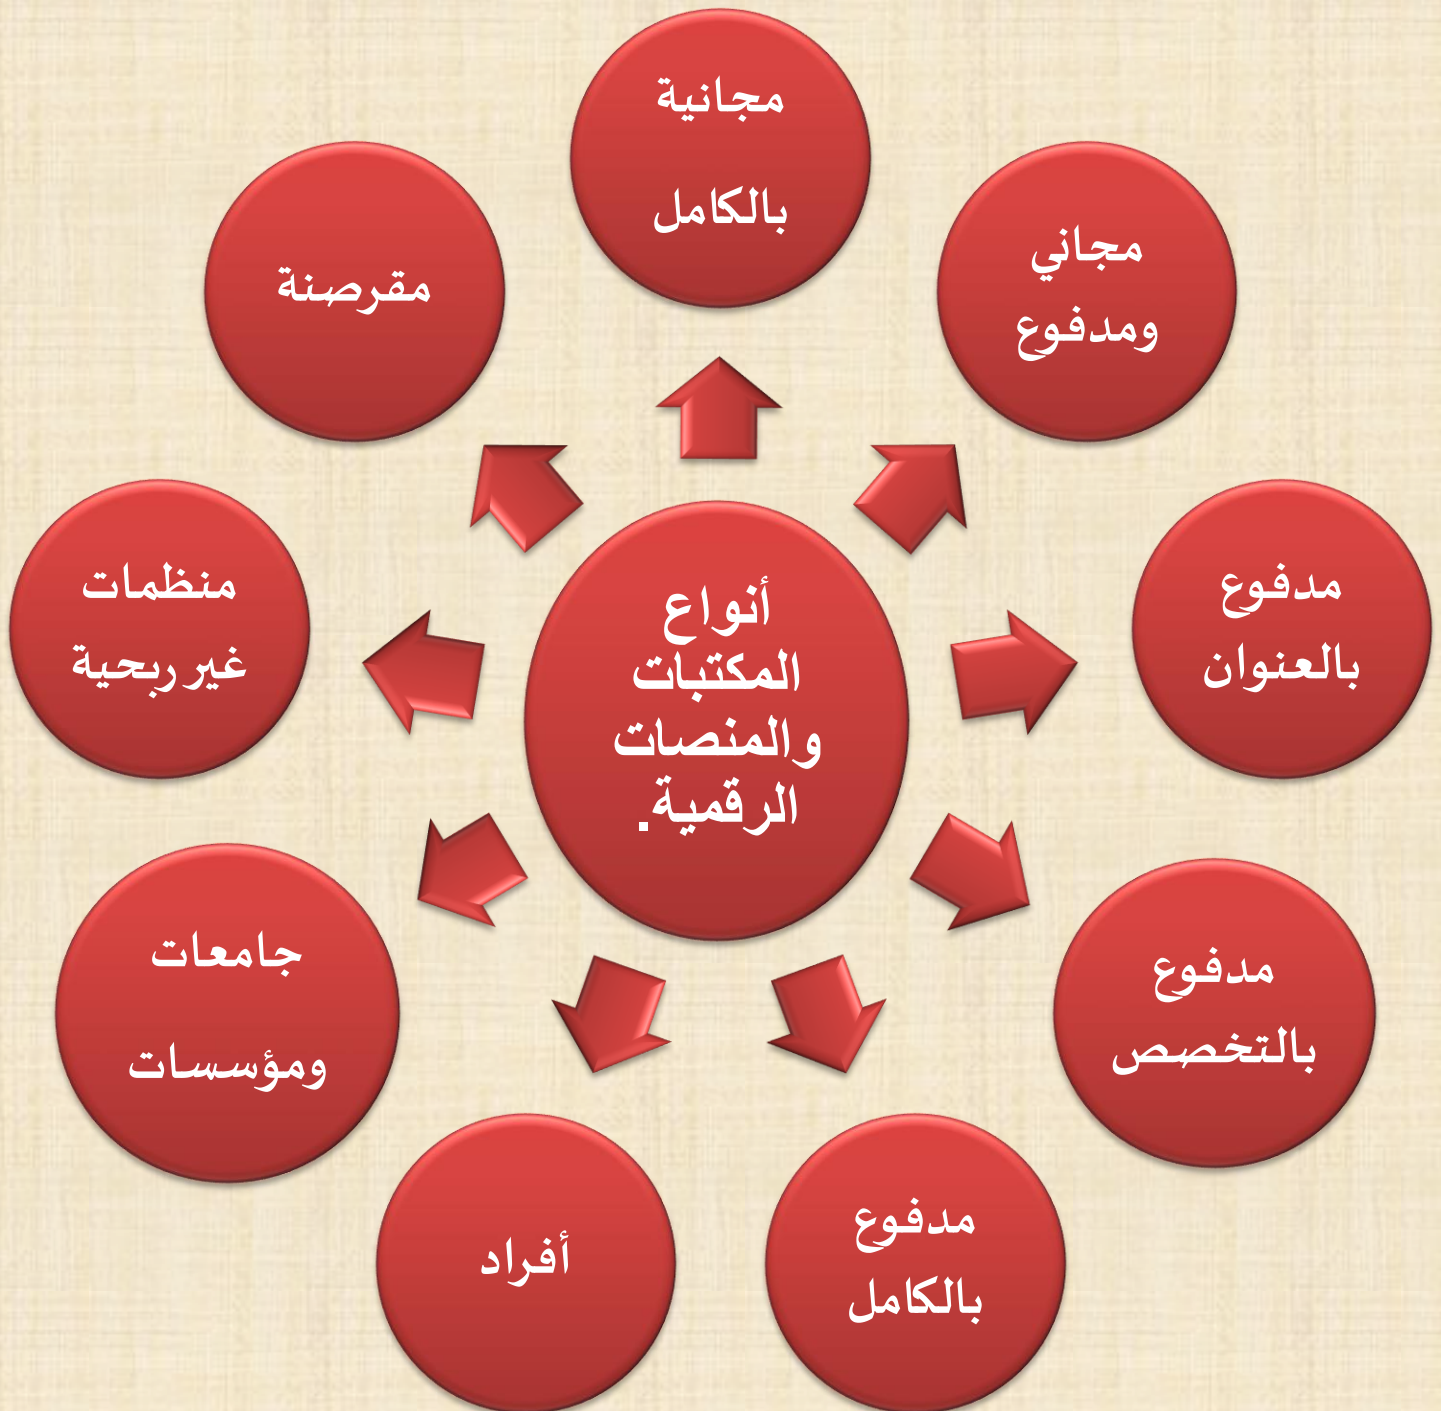 مجانية
بالكامل
مجاني
ومدفوع
مدفوع
بالعنوان
مدفوع
بالتخصص
مدفوع
بالكامل
أفراد
جامعات
ومؤسسات
منظمات
غير ربحية
مقرصنة
أنواع
المكتبات
والمنصات
الرقمية.